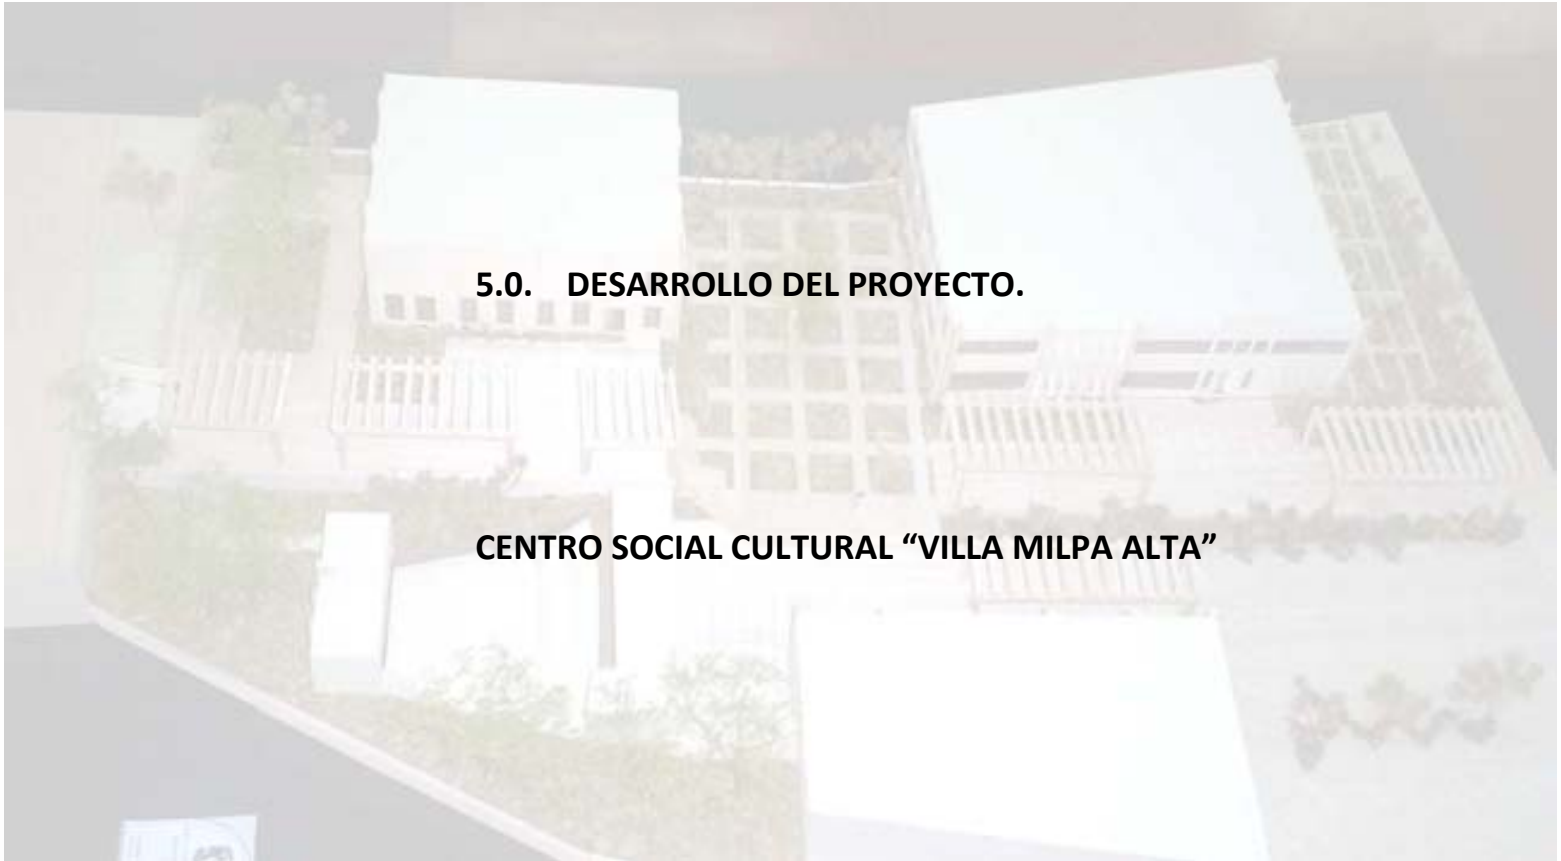 5.0. DESARROLLO DEL PROYECTO.
CENTRO SOCIAL CULTURAL “VILLA MILPA ALTA”